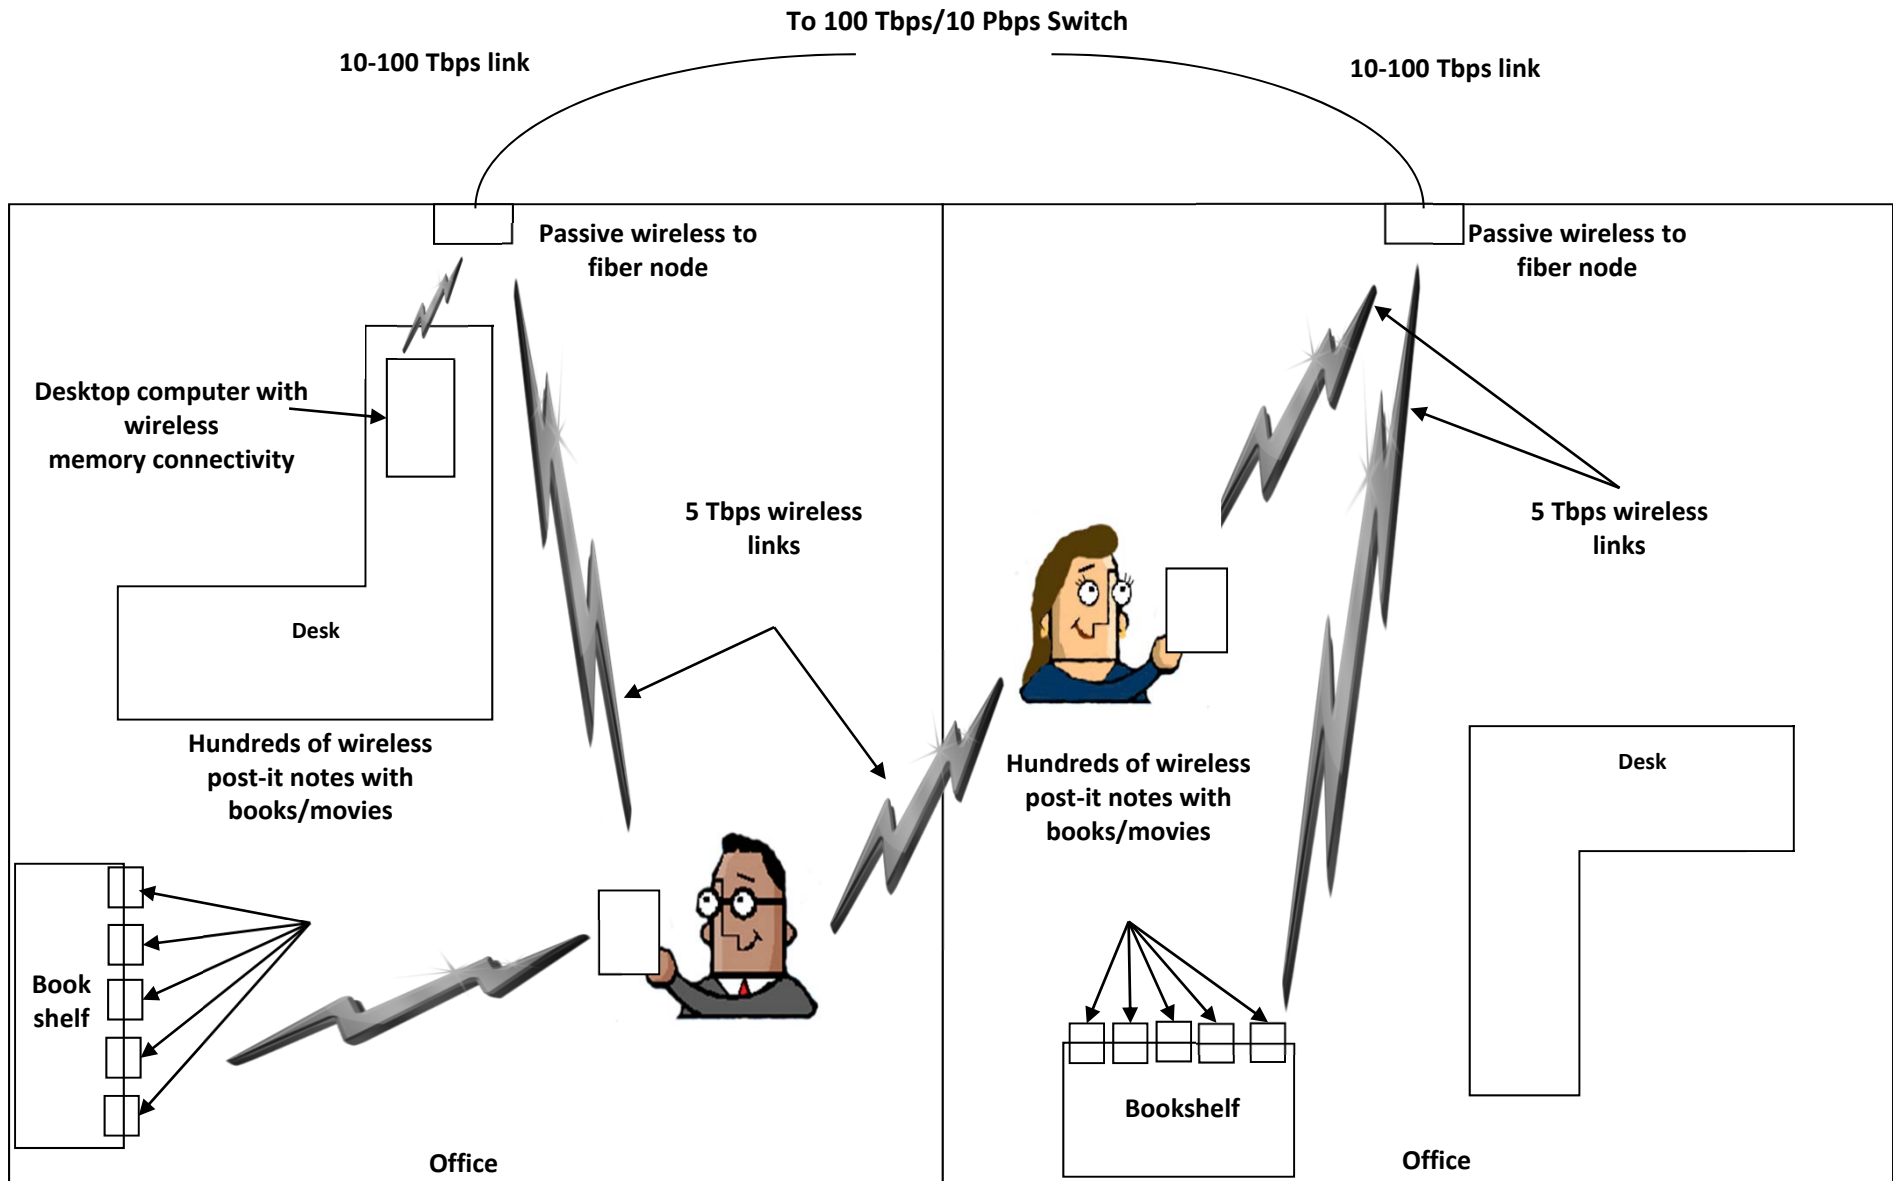 To 100 Tbps/10 Pbps Switch
10-100 Tbps link
10-100 Tbps link
Passive wireless to
fiber node
Passive wireless to
fiber node
Desktop computer with
wireless
memory connectivity
5 Tbps wireless
links
5 Tbps wireless
links
Desk
Hundreds of wireless
post-it notes with
books/movies
Hundreds of wireless
post-it notes with
books/movies
Desk
Book
shelf
Bookshelf
Office
Office